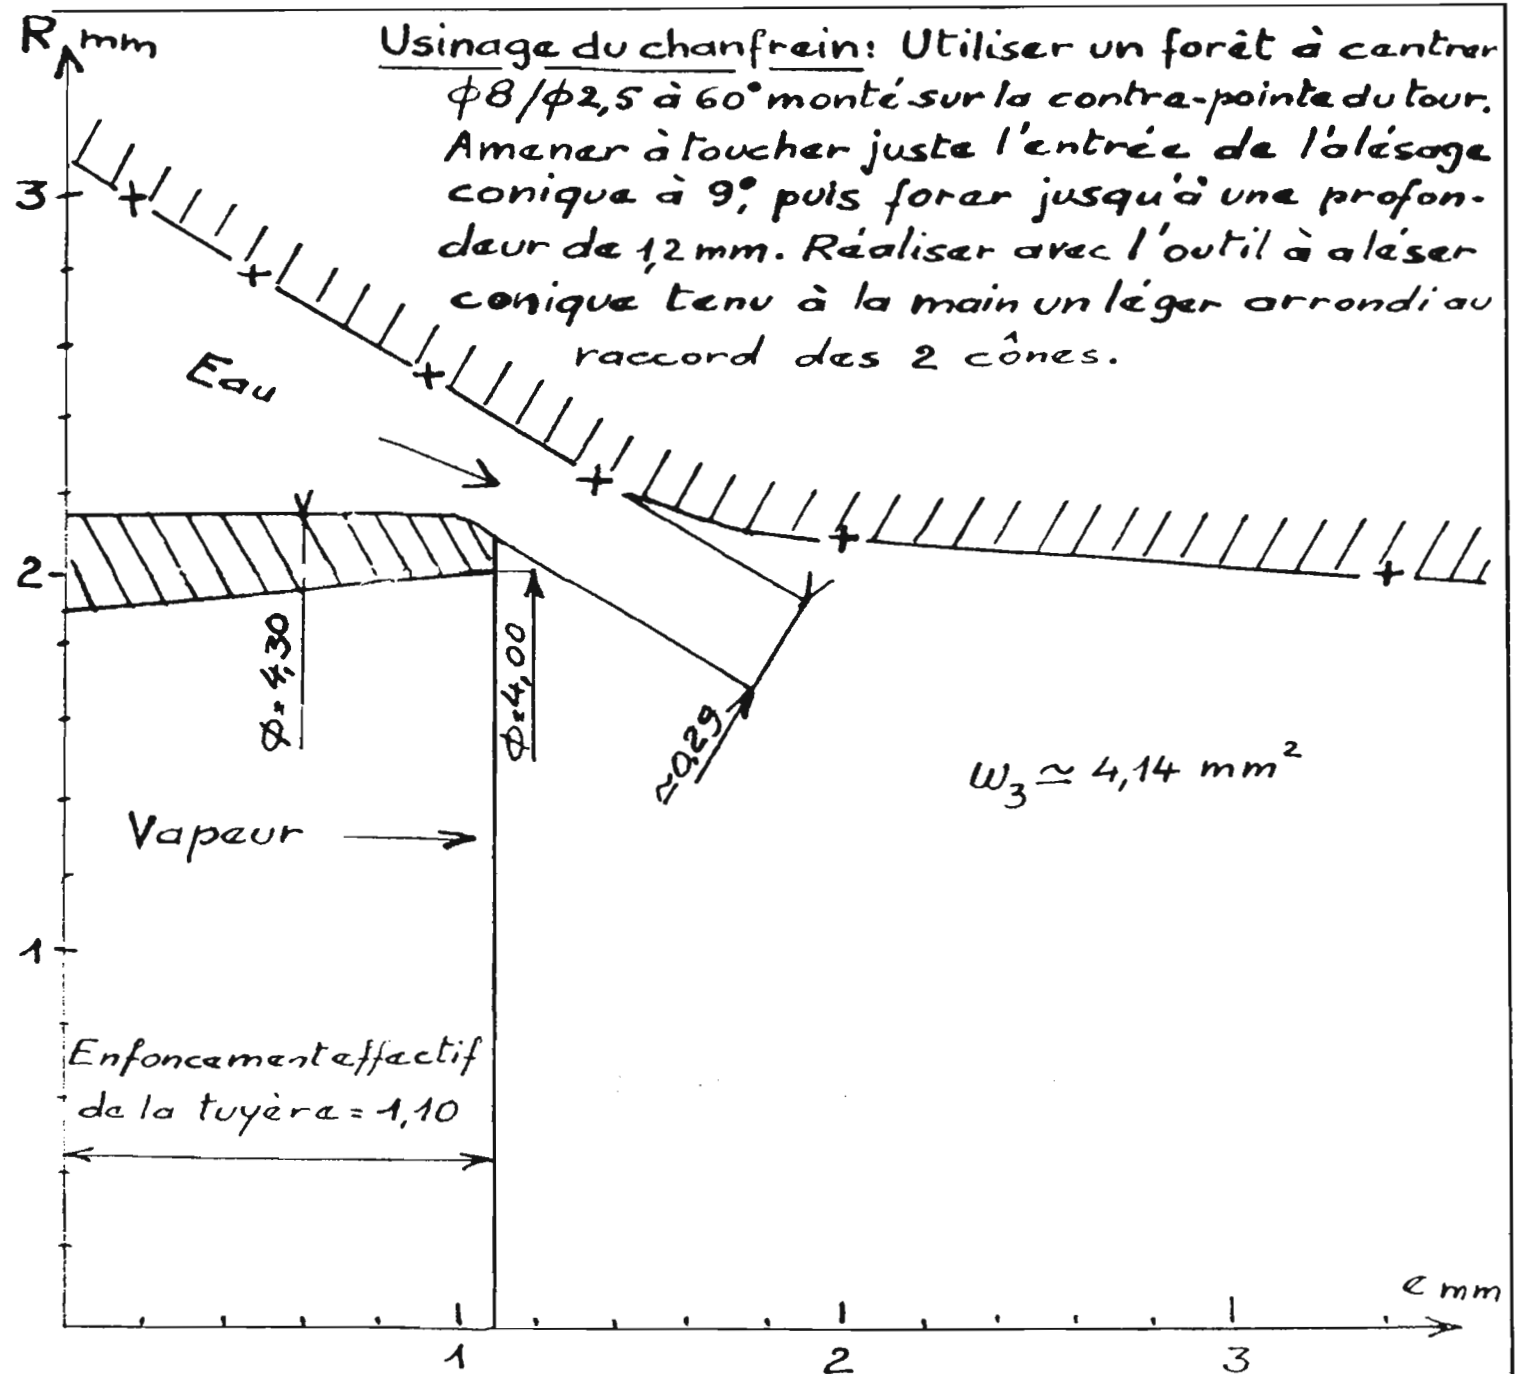 R mm
Usinage du chanfrein: Utiliser un forêt à centrer
ϕ8/ϕ2,5 à 60° monté sur la contre-pointe du tour.
Amener à toucher juste l'entrée de l'alésage
conique à 9°, puis forer jusqu'à une profon-
deur de 1,2 mm. Réaliser avec l'outil à aléser
conique tenu à la main un léger arrondi au
raccord des 2 cônes.
3
Eau
2
ϕ=4,30
ϕ=4,00
≈0,29
ω₃ ≃ 4,14 mm²
Vapeur
1
Enfoncement effectif
de la tuyère = 1,10
e mm
1 2 3